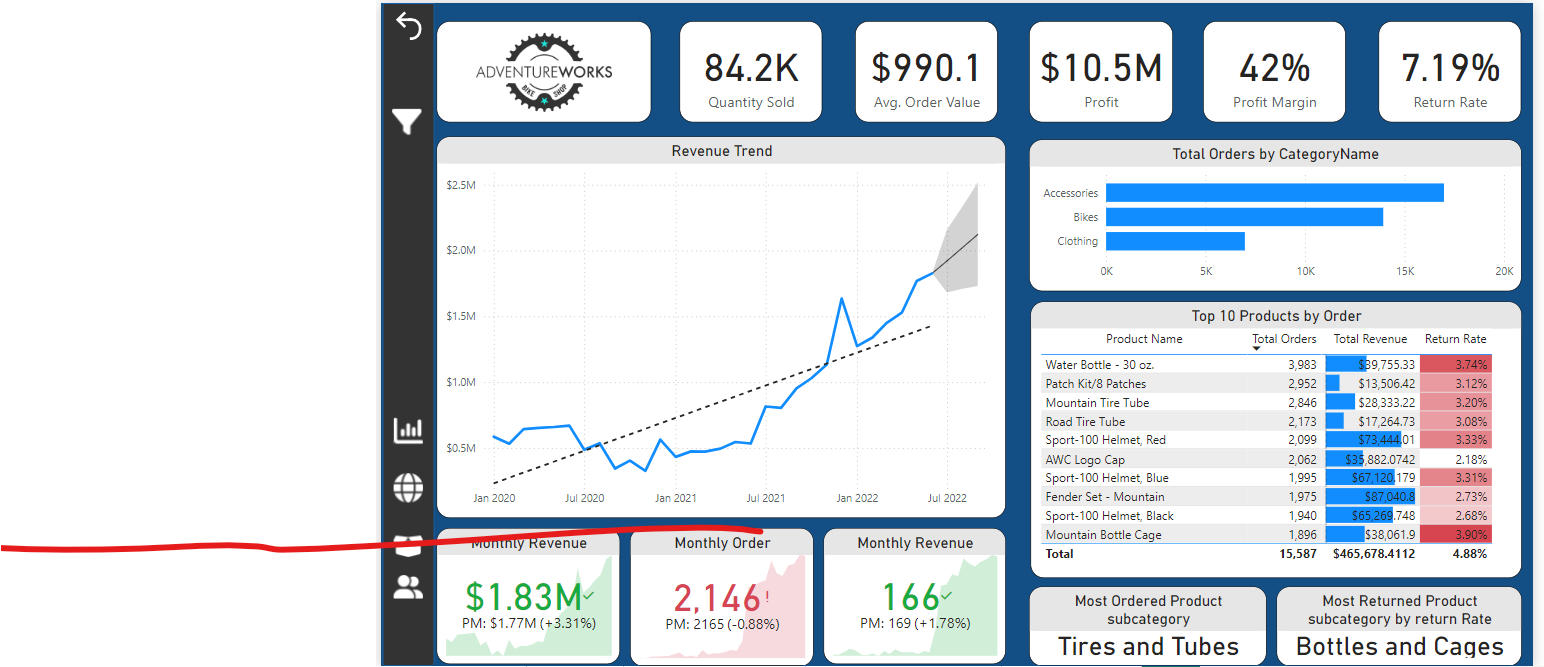 ADVENTUREWORKS
BIKE SHOP
84.2K
Quantity Sold
$990.1
Avg. Order Value
$10.5M
Profit
42%
Profit Margin
7.19%
Return Rate
Revenue Trend
$2.5M
$2.0M
$1.5M
$1.0M
$0.5M
Jan 2020 Jul 2020 Jan 2021 Jul 2021 Jan 2022 Jul 2022
Total Orders by CategoryName
Accessories
Bikes
Clothing
0K 5K 10K 15K 20K
Top 10 Products by Order
Product Name Total Orders Total Revenue Return Rate
Water Bottle - 30 oz. 3,983 $39,755.33 3.74%
Patch Kit/8 Patches 2,952 $13,506.42 3.12%
Mountain Tire Tube 2,846 $28,333.22 3.20%
Road Tire Tube 2,173 $17,264.73 3.08%
Sport-100 Helmet, Red 2,099 $73,444.01 3.33%
AWC Logo Cap 2,062 $35,882.0742 2.18%
Sport-100 Helmet, Blue 1,995 $67,120.179 3.31%
Fender Set - Mountain 1,975 $87,040.8 2.73%
Sport-100 Helmet, Black 1,940 $65,269.748 2.68%
Mountain Bottle Cage 1,896 $38,061.9 3.90%
Total 15,587 $465,678.4112 4.88%
Monthly Revenue
$1.83M
PM: $1.77M (+3.31%)
Monthly Order
2,146!
PM: 2165 (-0.88%)
Monthly Revenue
166
PM: 169 (+1.78%)
Most Ordered Product
subcategory
Tires and Tubes
Most Returned Product
subcategory by return Rate
Bottles and Cages